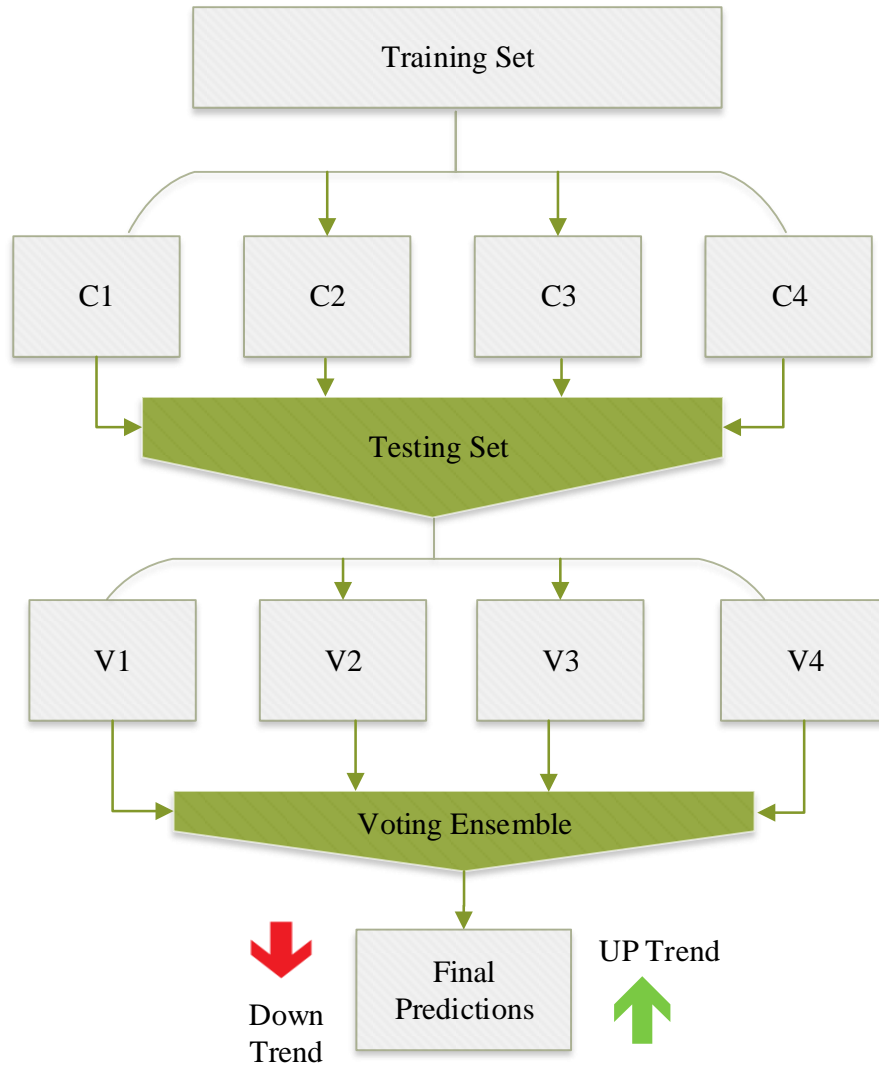 Training Set
C1
C2
C3
C4
Testing Set
V1
V2
V3
V4
Voting Ensemble
Down
Trend
Final
Predictions
UP Trend